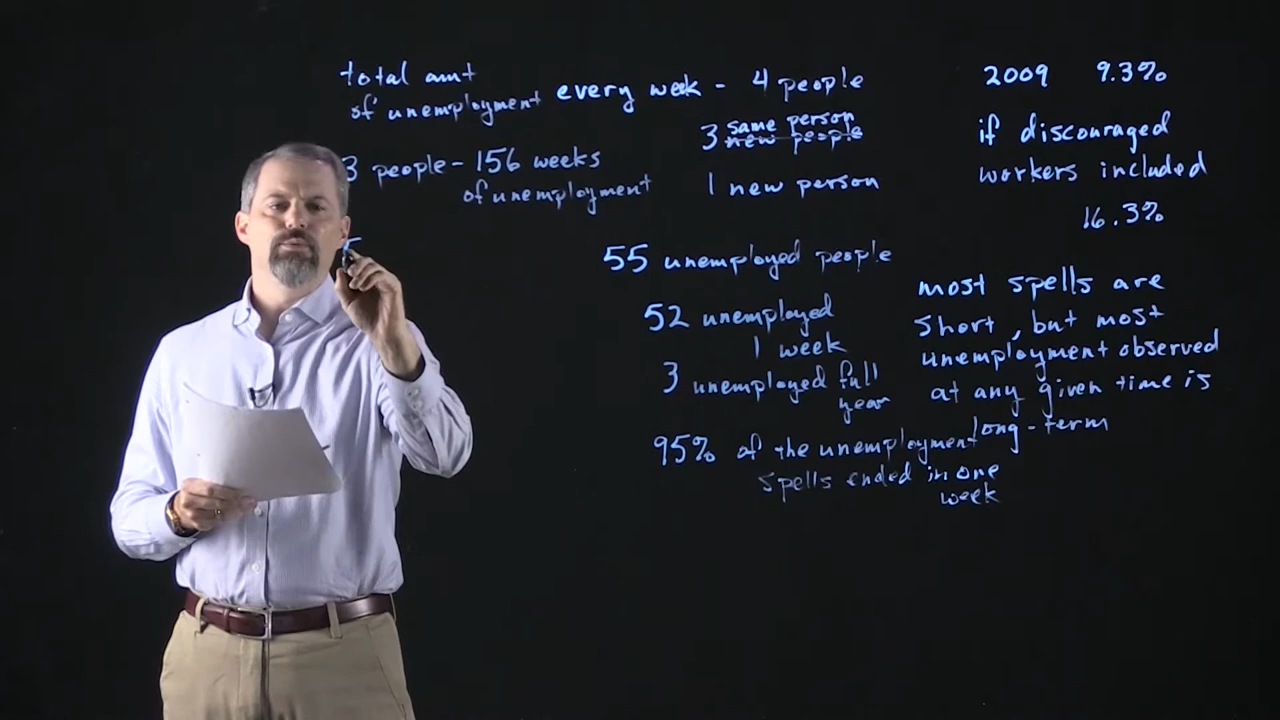 total amt
of unemployment
3 people - 156 weeks
of unemployment
5
every week - 4 people
3 same person
new people
1 new person
55 unemployed people
52 unemployed
1 week
3 unemployed full
year
95% of the unemployment
spells ended in one
week
2009 9.3%
if discouraged
workers included
16.3%
most spells are
short, but most
unemployment observed
at any given time is
long-term